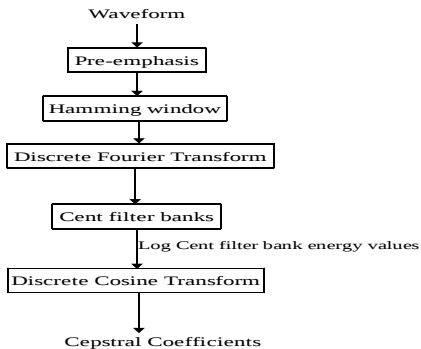 Waveform
Pre-emphasis
Hamming window
Discrete Fourier Transform
Cent filter banks
Log Cent filter bank energy values
Discrete Cosine Transform
Cepstral Coefficients